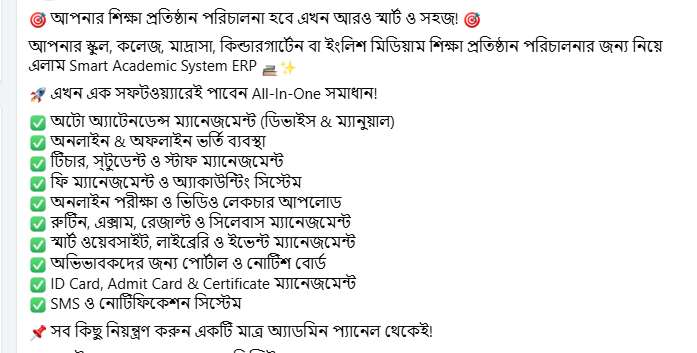 🎯 আপনার শিক্ষা প্রতিষ্ঠান পরিচালনা হবে এখন আরও স্মার্ট ও সহজ! 🎯
আপনার স্কুল, কলেজ, মাদ্রাসা, কিন্ডারগার্টেন বা ইংলিশ মিডিয়াম শিক্ষা প্রতিষ্ঠান পরিচালনার জন্য নিয়ে
এলাম Smart Academic System ERP 📚✨
🚀 এখন এক সফটওয়্যারেই পাবেন All-In-One সমাধান!
✅ অটো অ্যাটেনডেন্স ম্যানেজমেন্ট (ডিভাইস & ম্যানুয়াল)
✅ অনলাইন & অফলাইন ভর্তি ব্যবস্থা
✅ টিচার, স্টুডেন্ট ও স্টাফ ম্যানেজমেন্ট
✅ ফি ম্যানেজমেন্ট ও অ্যাকাউন্টিং সিস্টেম
✅ অনলাইন পরীক্ষা ও ভিডিও লেকচার আপলোড
✅ রুটিন, এক্সাম, রেজাল্ট ও সিলেবাস ম্যানেজমেন্ট
✅ স্মার্ট ওয়েবসাইট, লাইব্রেরি ও ইভেন্ট ম্যানেজমেন্ট
✅ অভিভাবকদের জন্য পোর্টাল ও নোটিশ বোর্ড
✅ ID Card, Admit Card & Certificate ম্যানেজমেন্ট
✅ SMS ও নোটিফিকেশন সিস্টেম
📌 সব কিছু নিয়ন্ত্রণ করুন একটি মাত্র অ্যাডমিন প্যানেল থেকেই!